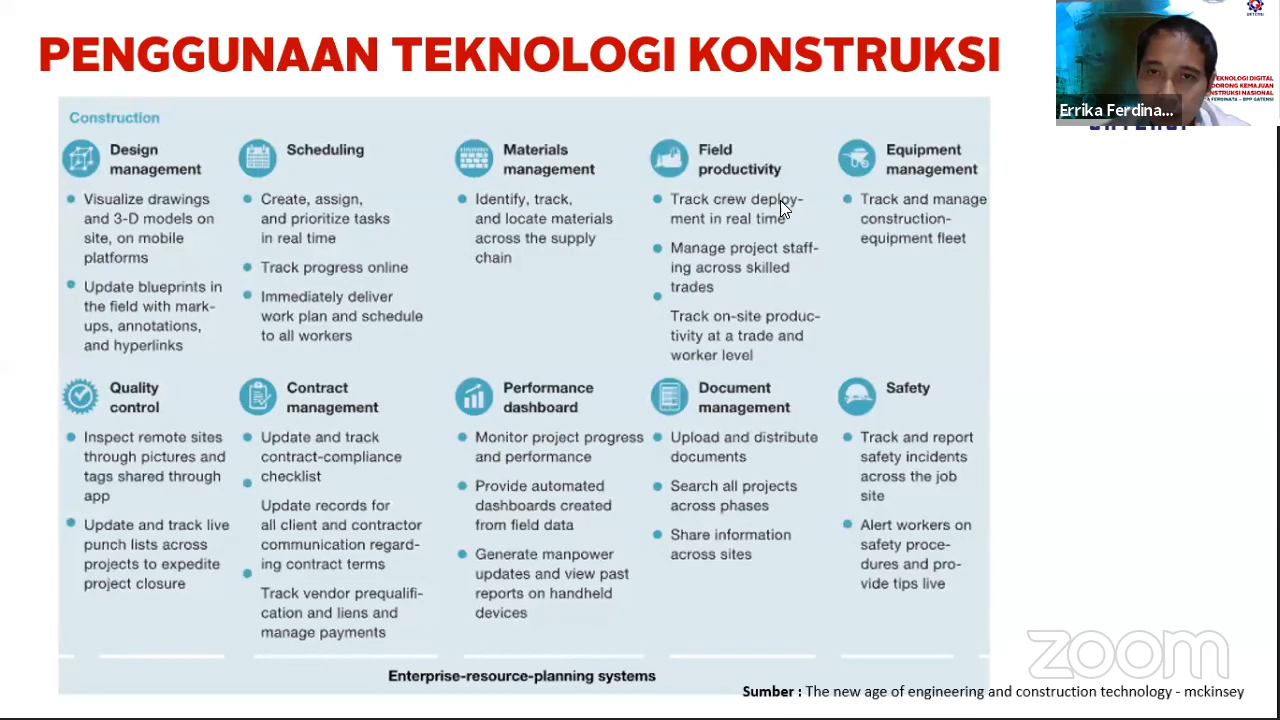 PENGGUNAAN TEKNOLOGI KONSTRUKSI
GATENSI
TEKNOLOGI DIGITAL
DORONG KEMAJUAN
NSTRUKSI NASIONAL
A FERDINATA - BPP GATENSI
Errika Ferdina...
Construction
Design
management
Visualize drawings
and 3-D models on
site, on mobile
platforms
Update blueprints in
the field with mark-
ups, annotations,
and hyperlinks
Scheduling
Create, assign,
and prioritize tasks
in real time
Track progress online
Immediately deliver
work plan and schedule
to all workers
Materials
management
Identify, track,
and locate materials
across the supply
chain
Field
productivity
Track crew deploy-
ment in real time
Manage project staff-
ing across skilled
trades
Track on-site produc-
tivity at a trade and
worker level
Equipment
management
Track and manage
construction-
equipment fleet
Quality
control
Inspect remote sites
through pictures and
tags shared through
app
Update and track live
punch lists across
projects to expedite
project closure
Contract
management
Update and track
contract-compliance
checklist
Update records for
all client and contractor
communication regard-
ing contract terms
Track vendor prequalifi-
cation and liens and
manage payments
Performance
dashboard
Monitor project progress
and performance
Provide automated
dashboards created
from field data
Generate manpower
updates and view past
reports on handheld
devices
Document
management
Upload and distribute
documents
Search all projects
across phases
Share information
across sites
Safety
Track and report
safety incidents
across the job
site
Alert workers on
safety proce-
dures and pro-
vide tips live
Enterprise-resource-planning systems
zoom
Sumber : The new age of engineering and construction technology - mckinsey